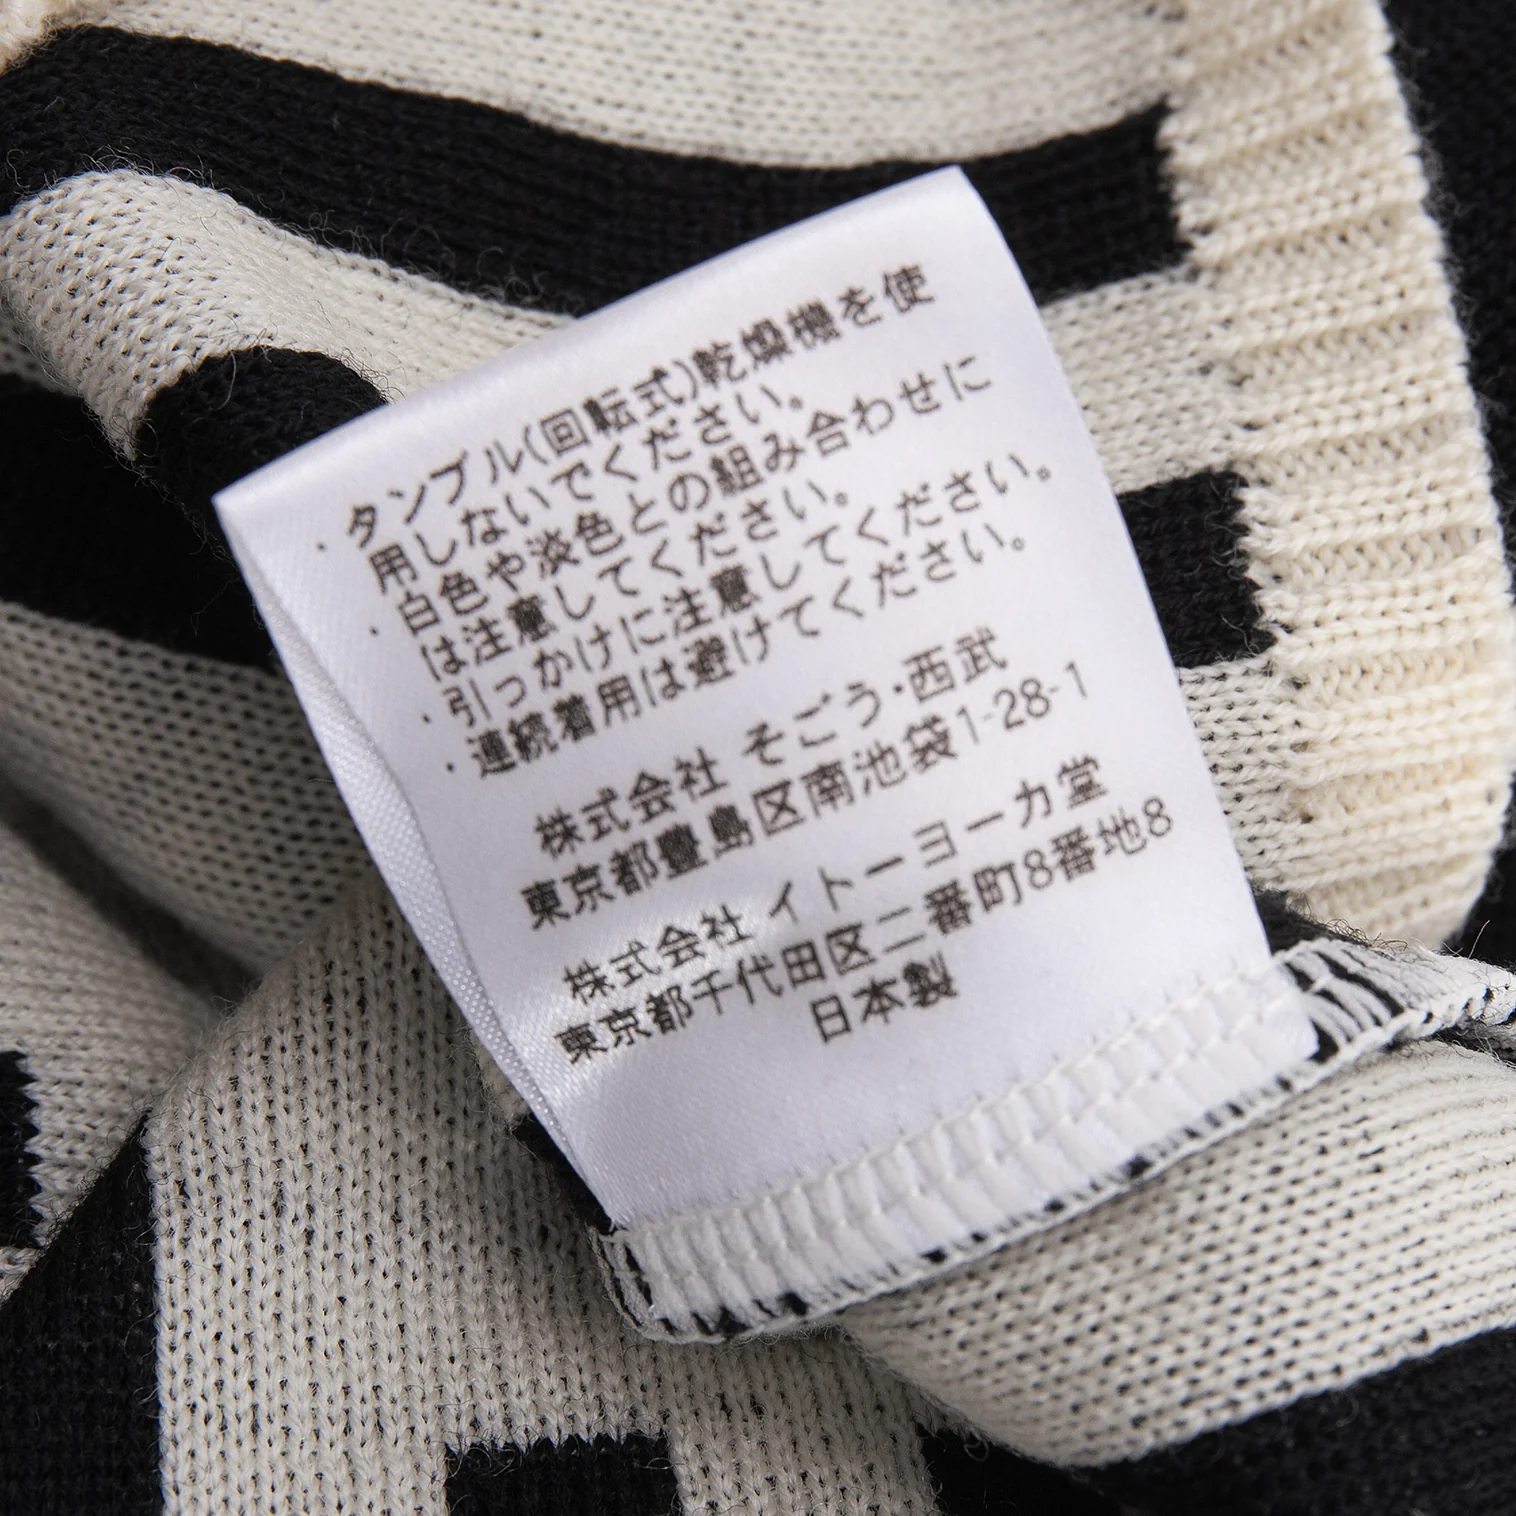 ・タンブル(回転式)乾燥機を使
用しないでください。
・白色や淡色との組み合わせに
は注意してください。
・引っかけに注意してください。
・連続着用は避けてください。
株式会社 そごう・西武
東京都豊島区南池袋1-28-1
株式会社 イトーヨーカ堂
東京都千代田区二番町8番地8
日本製